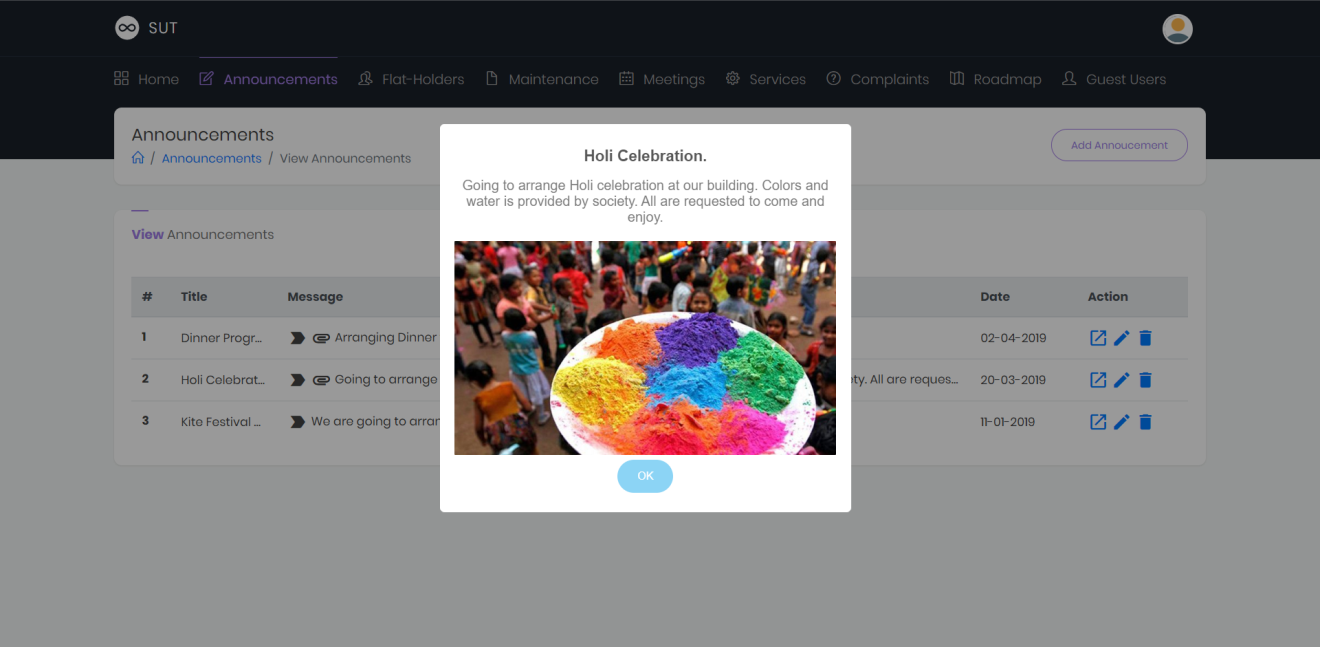 SUT
Home Announcements Flat-Holders Maintenance Meetings Services Complaints Roadmap Guest Users
Announcements
/ Announcements / View Announcements
Add Annoucement
Holi Celebration.
Going to arrange Holi celebration at our building. Colors and
water is provided by society. All are requested to come and
enjoy.
OK
View Announcements
# Title Message Date Action
1 Dinner Progr... Arranging Dinner 02-04-2019
2 Holi Celebrat... Going to arrange ty. All are reques... 20-03-2019
3 Kite Festival ... We are going to arran 11-01-2019